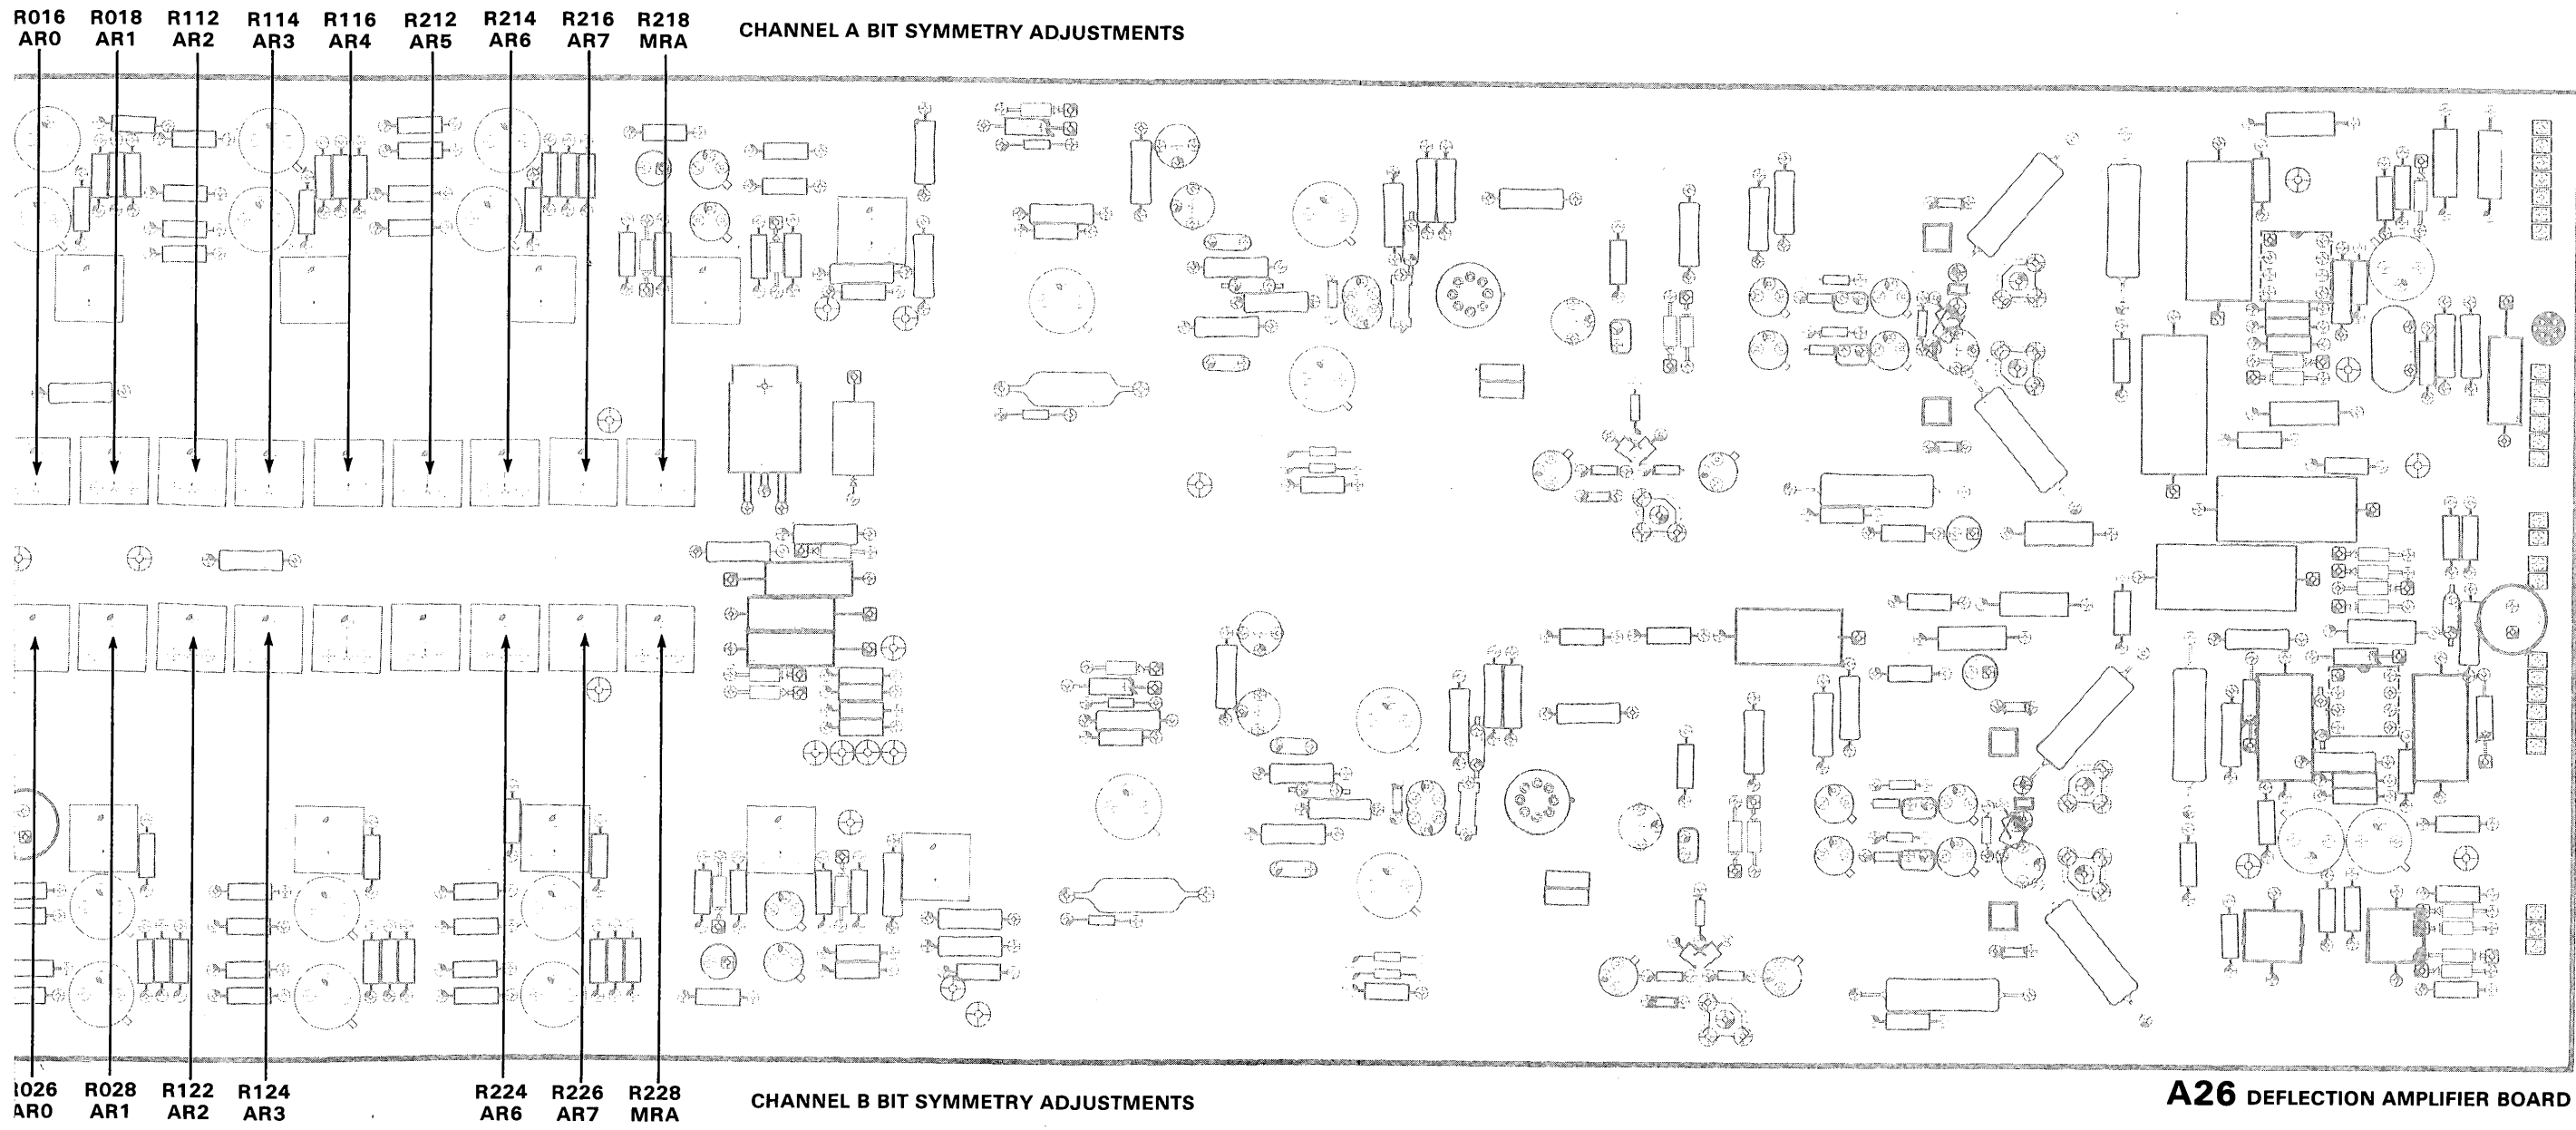 R016 R018 R112 R114 R116 R212 R214 R216 R218
AR0 AR1 AR2 AR3 AR4 AR5 AR6 AR7 MRA
CHANNEL A BIT SYMMETRY ADJUSTMENTS
R026 R028 R122 R124 R224 R226 R228
AR0 AR1 AR2 AR3 AR6 AR7 MRA
CHANNEL B BIT SYMMETRY ADJUSTMENTS
A26 DEFLECTION AMPLIFIER BOARD